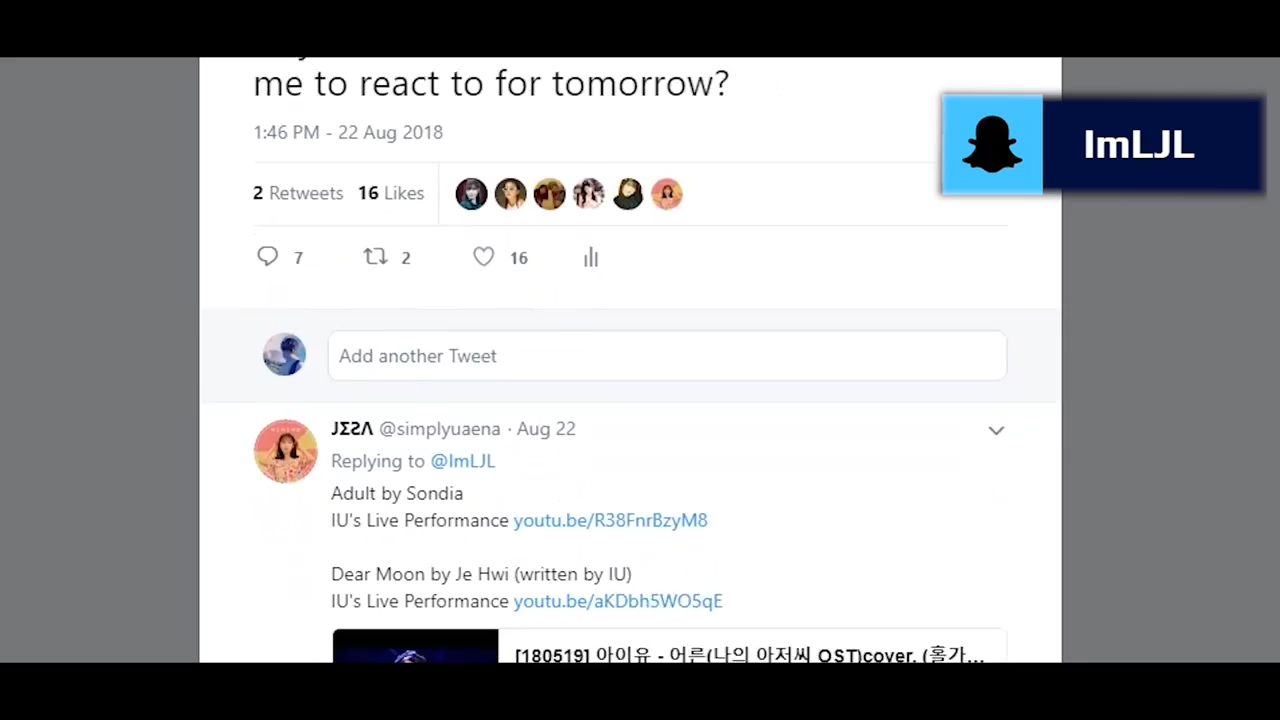 me to react to for tomorrow?
1:46 PM - 22 Aug 2018
ImLJL
2 Retweets 16 Likes
7 2 16
Add another Tweet
JΣƧΛ @simplyuaena · Aug 22
Replying to @ImLJL
Adult by Sondia
IU's Live Performance youtu.be/R38FnrBzyM8
Dear Moon by Je Hwi (written by IU)
IU's Live Performance youtu.be/aKDbh5WO5qE
[180519] 아이유 - 어른(나의 아저씨 OST)cover. (홀가...